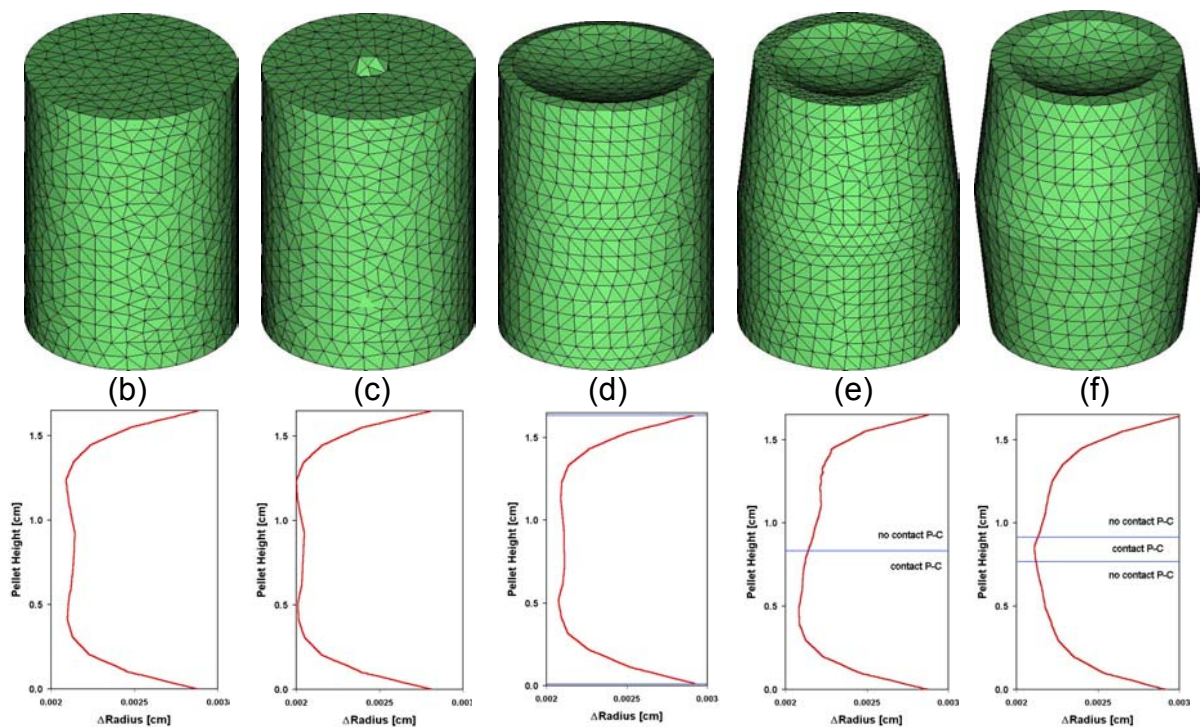 (b)
(c)
(d)
(e)
(f)
Pellet Height [cm]
1.5
1.0
0.5
0.0
0.002
0.0025
0.003
ΔRadius [cm]
Pellet Height [cm]
1.5
1.0
0.5
0.0
0.002
0.0025
0.001
ΔRadius [cm]
Pellet Height [cm]
1.5
1.0
0.5
0.0
0.002
0.0025
0.003
ΔRadius [cm]
Pellet Height [cm]
1.5
1.0
0.5
0.0
no contact P-C
contact P-C
0.002
0.0025
0.003
ΔRadius [cm]
Pellet Height [cm]
1.5
1.0
0.5
0.0
no contact P-C
contact P-C
no contact P-C
0.002
0.0025
0.003
ΔRadius [cm]